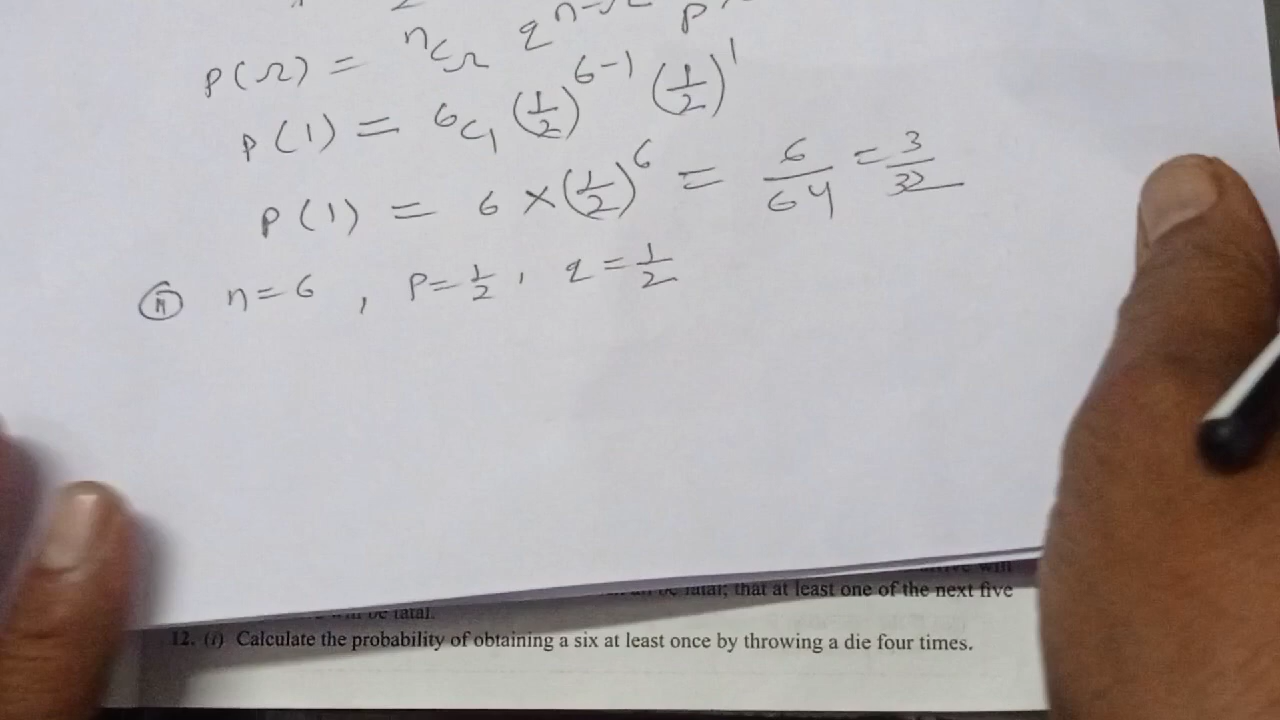 P(r) = ⁿCᵣ q
P(1) = ⁶C₁ (1/2)⁶⁻¹ (1/2)¹
P(1) = 6 × (1/2)⁶ = 6/64 = 3/32
(ii) n = 6 , P = 1/2 , q = 1/2
that at least one of the next five
fatal.
12. (i) Calculate the probability of obtaining a six at least once by throwing a die four times.